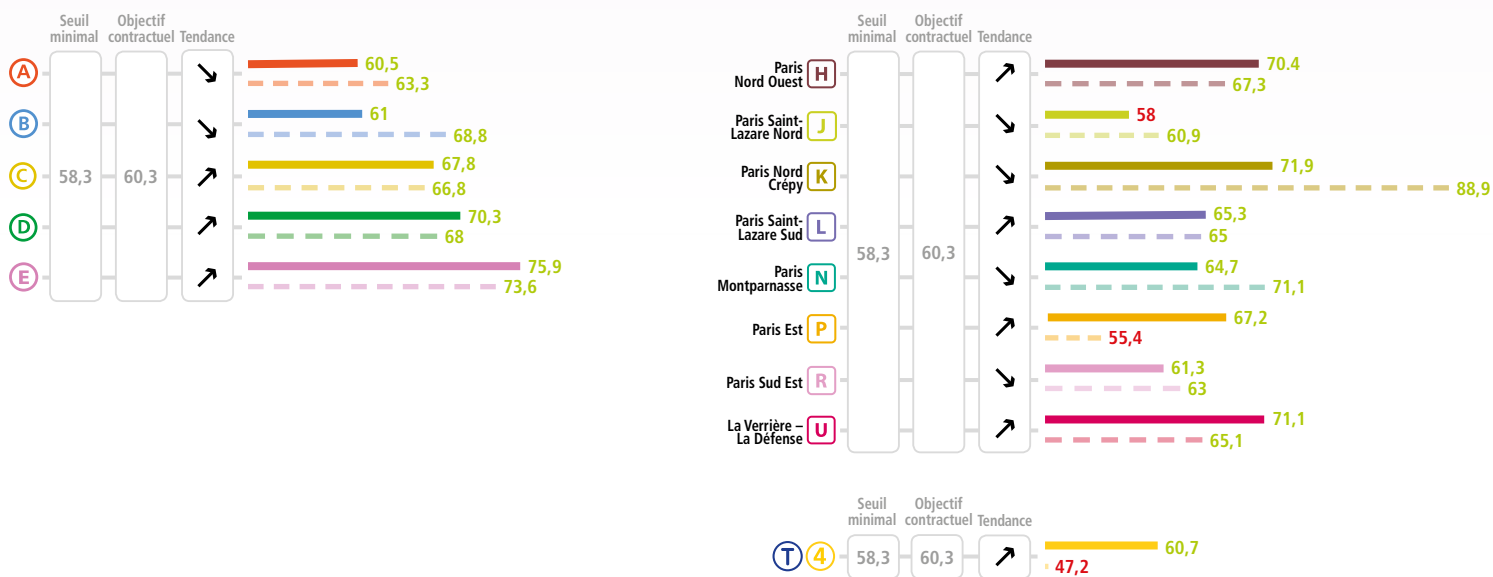 Seuil minimal
Objectif contractuel
Tendance
A
58,3
60,3
60,5
63,3
B
61
68,8
C
67,8
66,8
D
70,3
68
E
75,9
73,6
Seuil minimal
Objectif contractuel
Tendance
58,3
60,3
Paris
Nord Ouest
H
70.4
67,3
Paris Saint-
Lazare Nord
J
58
60,9
Paris Nord
Crépy
K
71,9
88,9
Paris Saint-
Lazare Sud
L
65,3
65
Paris
Montparnasse
N
64,7
71,1
Paris Est
P
67,2
55,4
Paris Sud Est
R
61,3
63
La Verrière –
La Défense
U
71,1
65,1
Seuil minimal
Objectif contractuel
Tendance
T 4
58,3
60,3
60,7
47,2